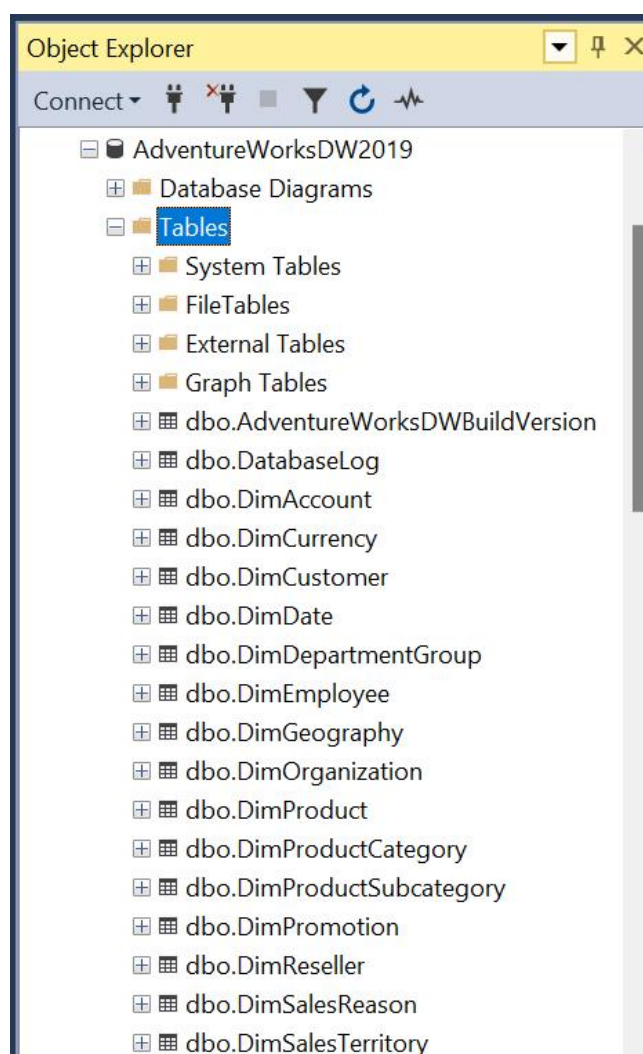 Object Explorer
Connect
AdventureWorksDW2019
Database Diagrams
Tables
System Tables
FileTables
External Tables
Graph Tables
dbo.AdventureWorksDWBuildVersion
dbo.DatabaseLog
dbo.DimAccount
dbo.DimCurrency
dbo.DimCustomer
dbo.DimDate
dbo.DimDepartmentGroup
dbo.DimEmployee
dbo.DimGeography
dbo.DimOrganization
dbo.DimProduct
dbo.DimProductCategory
dbo.DimProductSubcategory
dbo.DimPromotion
dbo.DimReseller
dbo.DimSalesReason
dbo.DimSalesTerritory